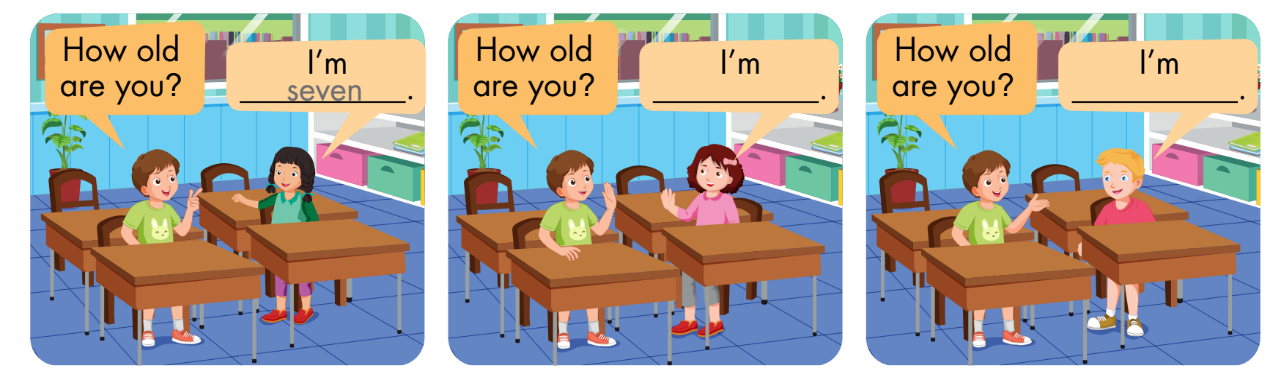 How old
are you?
I'm
seven.
How old
are you?
I'm
.
How old
are you?
I'm
.